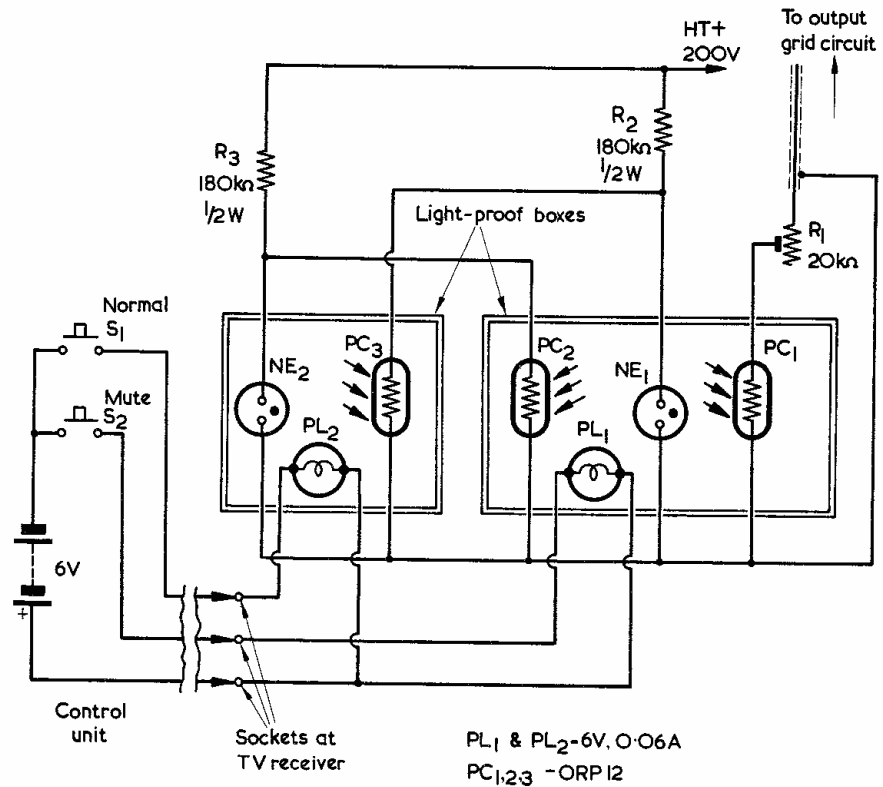 HT+
200V
To output
grid circuit
R2
180kΩ
1/2W
R3
180kΩ
1/2W
Light-proof boxes
R1
20kΩ
Normal
S1
Mute
S2
NE2
PC3
PL2
PC2
NE1
PC1
PL1
6V
+
Control
unit
Sockets at
TV receiver
PL1 & PL2-6V, 0·06A
PC1,2,3 -ORP12